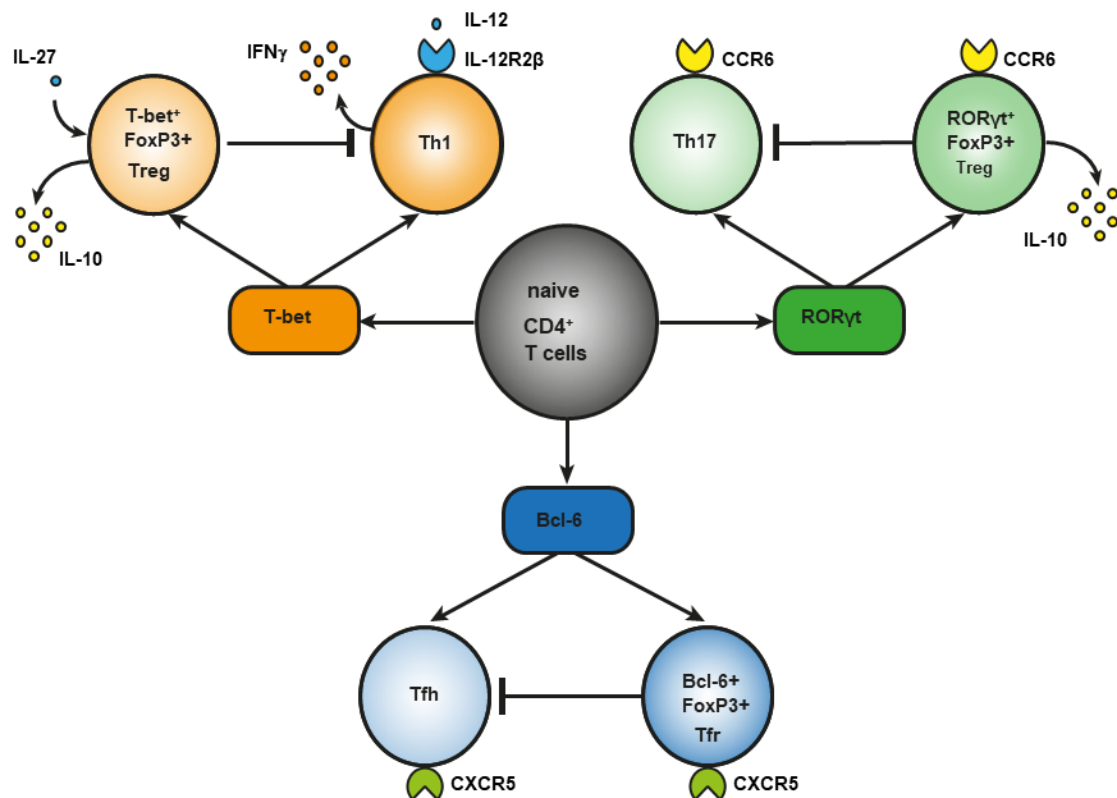 IL-12
IL-27
IFNγ
IL-12R2β
CCR6
CCR6
T-bet⁺
FoxP3+
Treg
Th1
Th17
RORγt⁺
FoxP3+
Treg
IL-10
IL-10
T-bet
naive
CD4⁺
T cells
RORγt
Bcl-6
Tfh
Bcl-6+
FoxP3+
Tfr
CXCR5
CXCR5